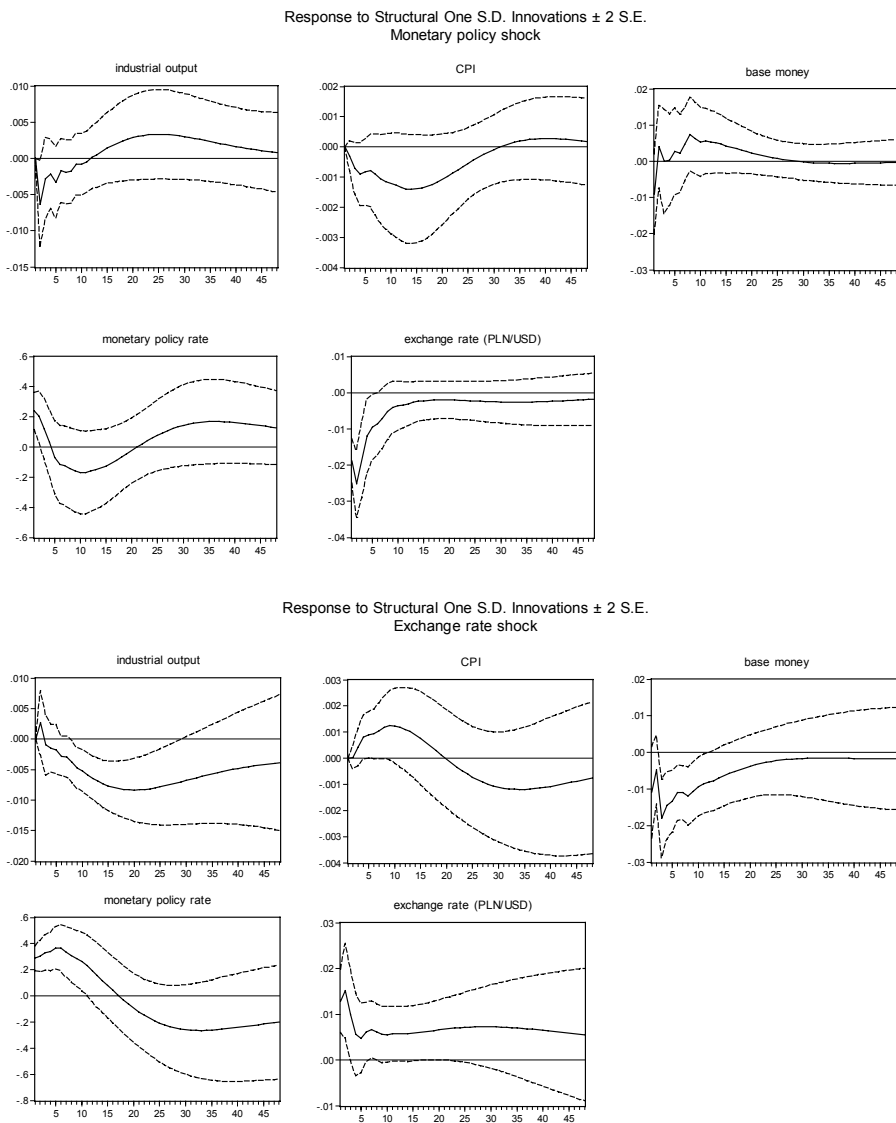 Response to Structural One S.D. Innovations ± 2 S.E.
Monetary policy shock
industrial output
.010
.005
.000
-.005
-.010
-.015
5 10 15 20 25 30 35 40 45
CPI
.002
.001
.000
-.001
-.002
-.003
-.004
5 10 15 20 25 30 35 40 45
base money
.02
.01
.00
-.01
-.02
-.03
5 10 15 20 25 30 35 40 45
monetary policy rate
.6
.4
.2
.0
-.2
-.4
-.6
5 10 15 20 25 30 35 40 45
exchange rate (PLN/USD)
.01
.00
-.01
-.02
-.03
-.04
5 10 15 20 25 30 35 40 45
Response to Structural One S.D. Innovations ± 2 S.E.
Exchange rate shock
industrial output
.010
.005
.000
-.005
-.010
-.015
-.020
5 10 15 20 25 30 35 40 45
CPI
.003
.002
.001
.000
-.001
-.002
-.003
-.004
5 10 15 20 25 30 35 40 45
base money
.02
.01
.00
-.01
-.02
-.03
5 10 15 20 25 30 35 40 45
monetary policy rate
.6
.4
.2
.0
-.2
-.4
-.6
-.8
5 10 15 20 25 30 35 40 45
exchange rate (PLN/USD)
.03
.02
.01
.00
-.01
5 10 15 20 25 30 35 40 45